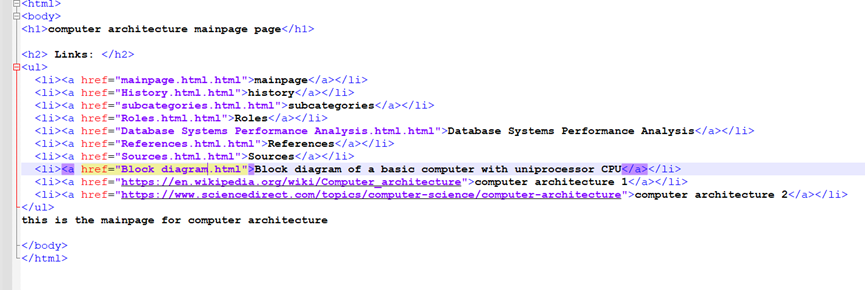 <html>
<body>
<h1>computer architecture mainpage page</h1>
<h2> Links: </h2>
<ul>
<li><a href="mainpage.html.html">mainpage</a></li>
<li><a href="History.html.html">history</a></li>
<li><a href="subcategories.html.html">subcategories</a></li>
<li><a href="Roles.html.html">Roles</a></li>
<li><a href="Database Systems Performance Analysis.html.html">Database Systems Performance Analysis</a></li>
<li><a href="References.html.html">References</a></li>
<li><a href="Sources.html.html">Sources</a></li>
<li><a href="Block diagram.html">Block diagram of a basic computer with uniprocessor CPU</a></li>
<li><a href="https://en.wikipedia.org/wiki/Computer_architecture">computer architecture 1</a></li>
<li><a href="https://www.sciencedirect.com/topics/computer-science/computer-architecture">computer architecture 2</a></li>
</ul>
this is the mainpage for computer architecture
</body>
</html>